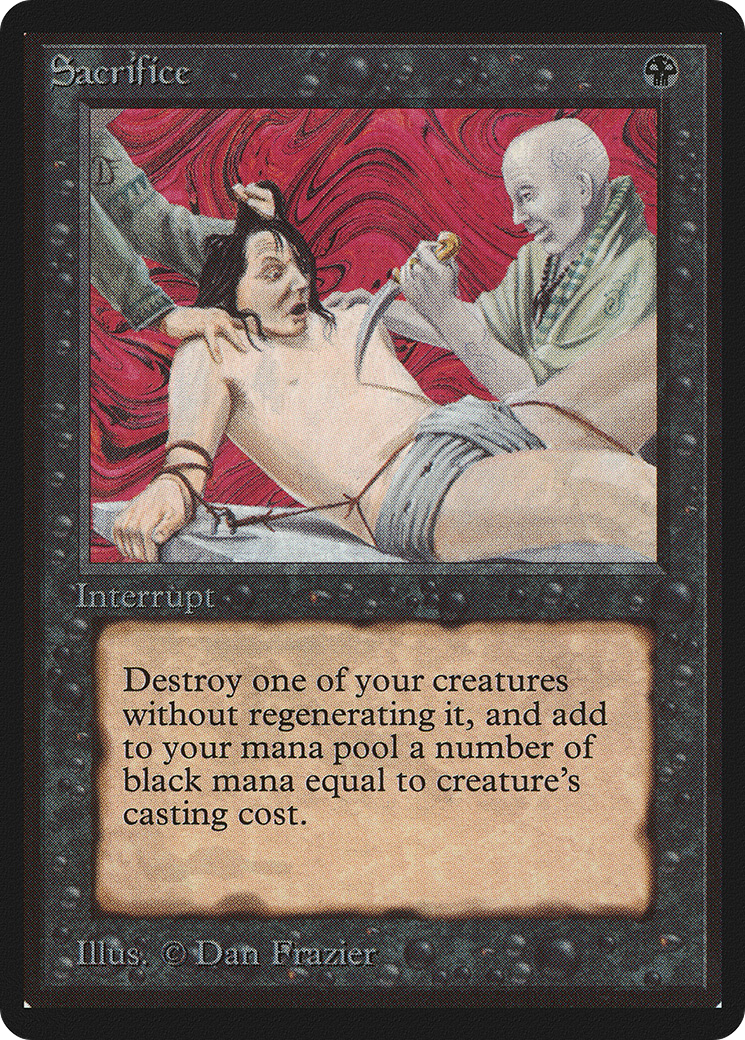 Sacrifice
Interrupt
Destroy one of your creatures
without regenerating it, and add
to your mana pool a number of
black mana equal to creature's
casting cost.
Illus. © Dan Frazier